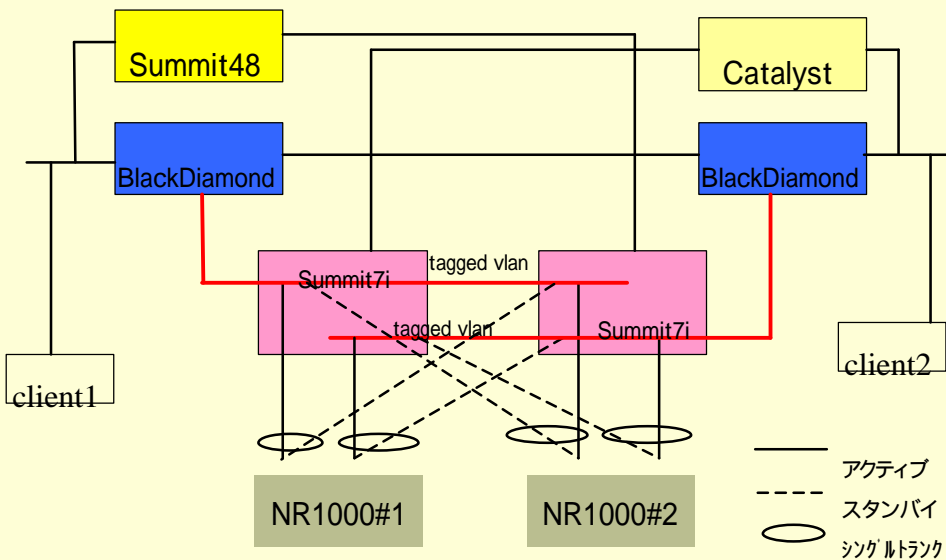 Summit48
Catalyst
BlackDiamond
BlackDiamond
tagged vlan
Summit7i
tagged vlan
Summit7i
client1
client2
NR1000#1
NR1000#2
アクティブ
スタンバイ
シングルトランク